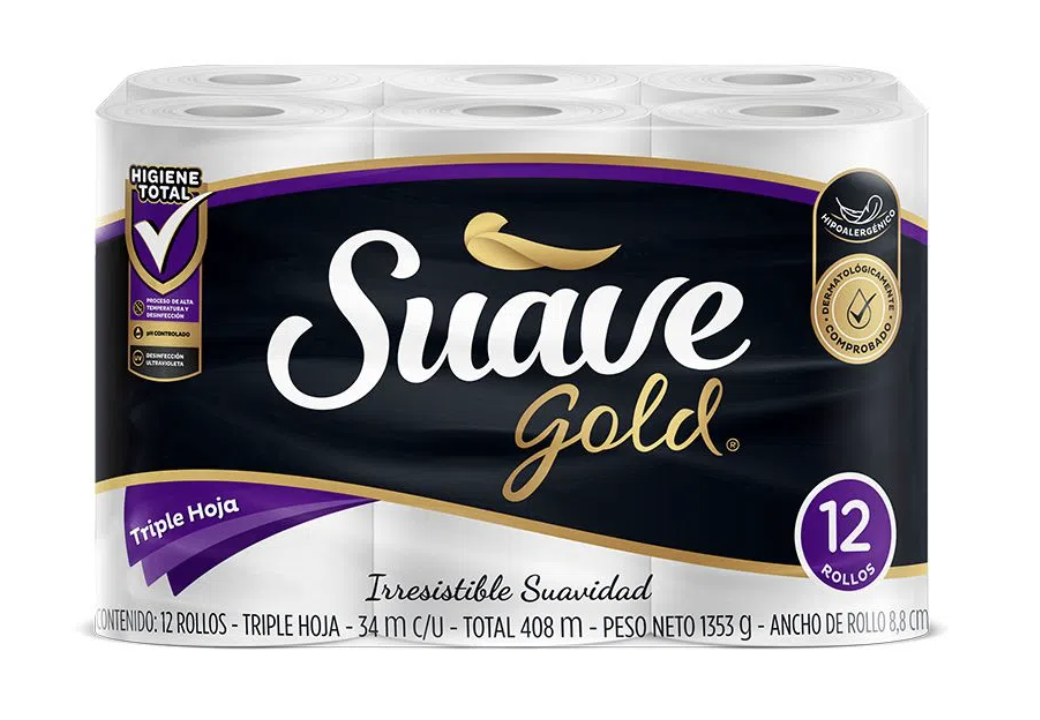 HIGIENE
TOTAL
PROCESO DE ALTA
TEMPERATURA Y
DESINFECCIÓN
pH CONTROLADO
UV
DESINFECCIÓN
ULTRAVIOLETA
HIPOALERGÉNICO
DERMATOLÓGICAMENTE
COMPROBADO
Suave
Gold®
Triple Hoja
12
ROLLOS
Irresistible Suavidad
CONTENIDO: 12 ROLLOS - TRIPLE HOJA - 34 m C/U - TOTAL 408 m - PESO NETO 1353 g - ANCHO DE ROLLO 8,8 cm